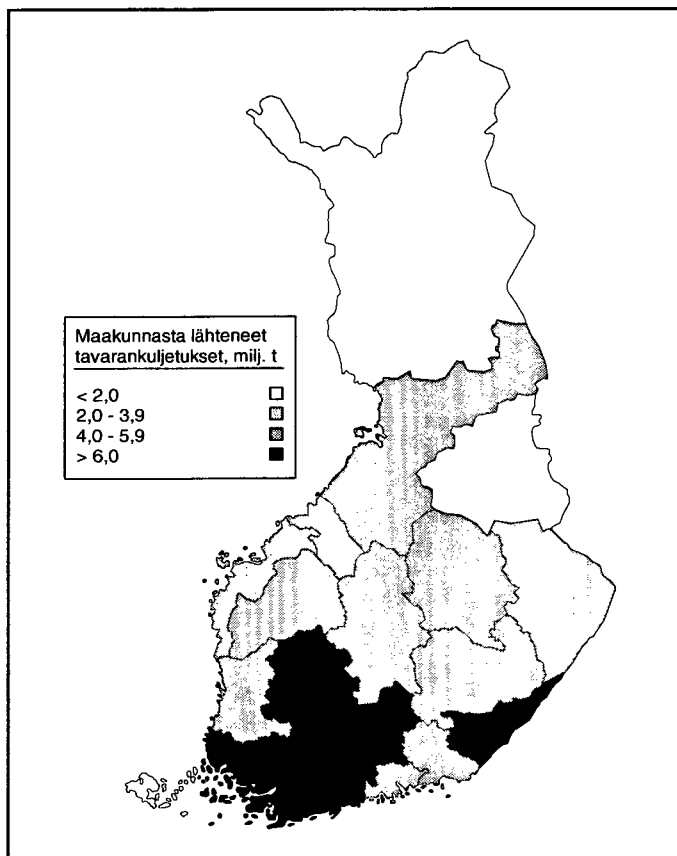 Maakunnasta lähteneet
tavarankuljetukset, milj. t
< 2,0
2,0 - 3,9
4,0 - 5,9
> 6,0